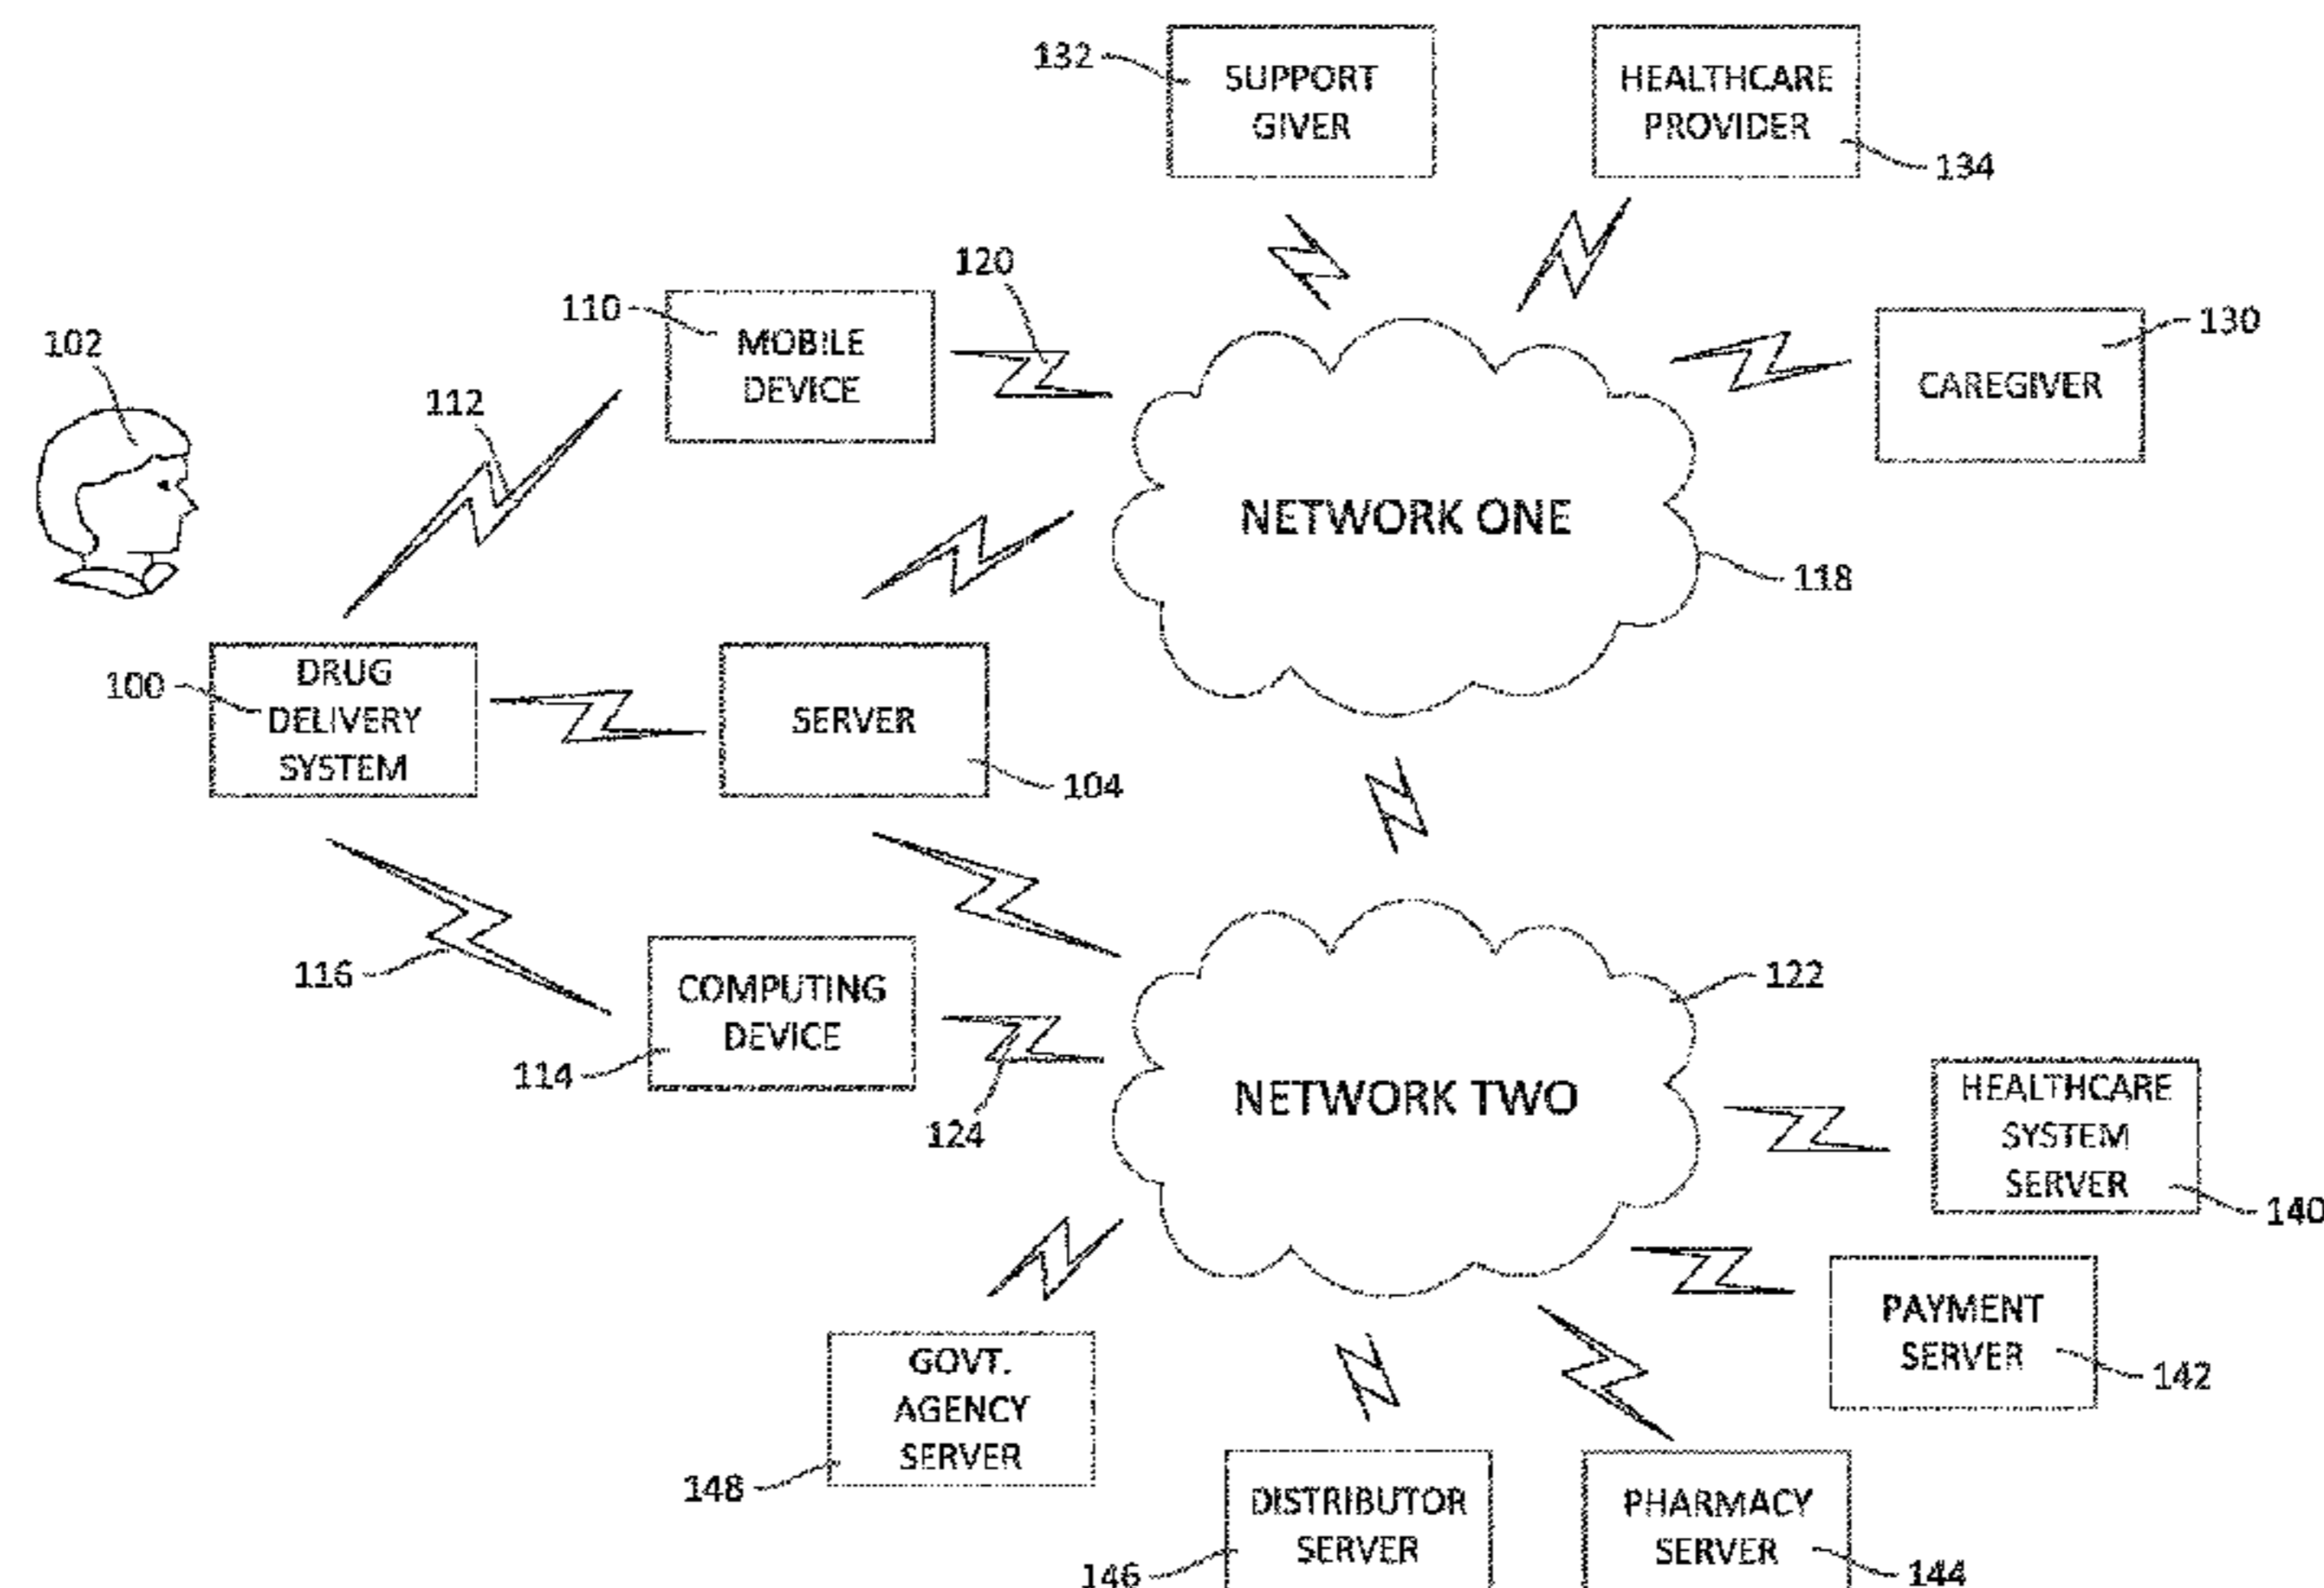 132
SUPPORT
GIVER
HEALTHCARE
PROVIDER
134
120
110
MOBILE
DEVICE
130
CAREGIVER
102
112
NETWORK ONE
118
100
DRUG
DELIVERY
SYSTEM
SERVER
104
116
COMPUTING
DEVICE
114
124
122
NETWORK TWO
HEALTHCARE
SYSTEM
SERVER
140
PAYMENT
SERVER
142
GOVT.
AGENCY
SERVER
148
DISTRIBUTOR
SERVER
146
PHARMACY
SERVER
144